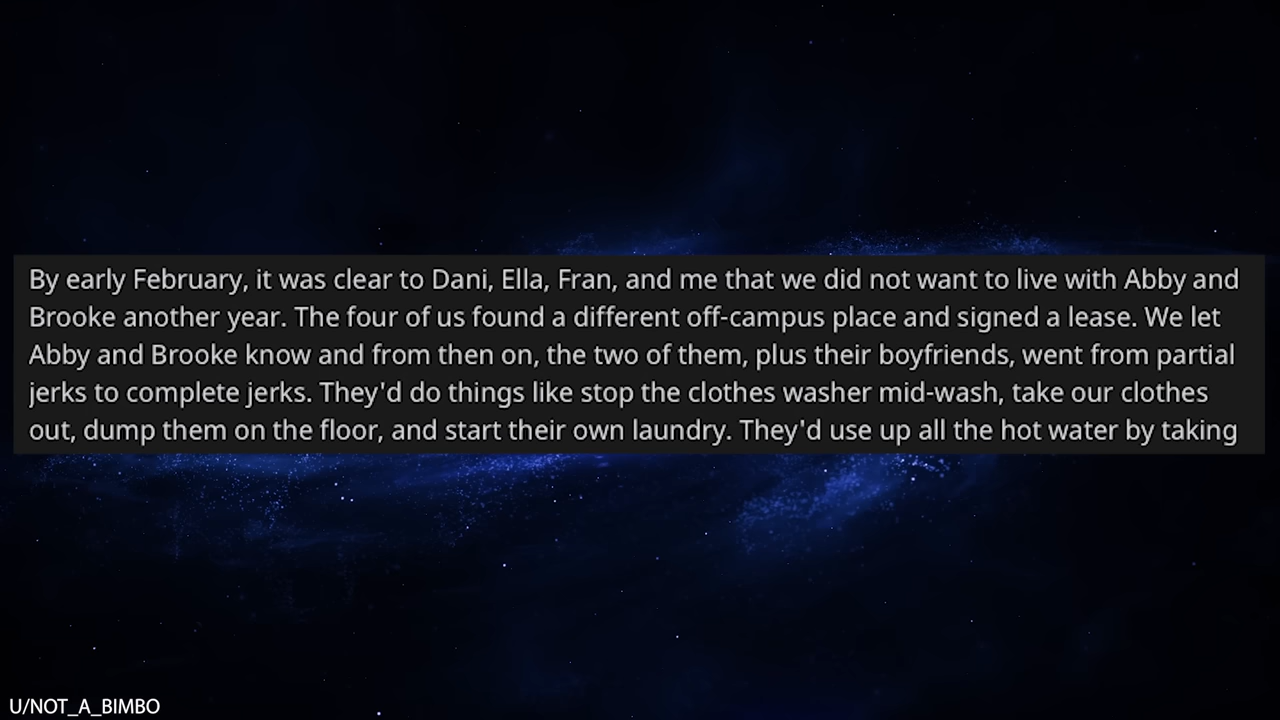 By early February, it was clear to Dani, Ella, Fran, and me that we did not want to live with Abby and
Brooke another year. The four of us found a different off-campus place and signed a lease. We let
Abby and Brooke know and from then on, the two of them, plus their boyfriends, went from partial
jerks to complete jerks. They'd do things like stop the clothes washer mid-wash, take our clothes
out, dump them on the floor, and start their own laundry. They'd use up all the hot water by taking
U/NOT_A_BIMBO